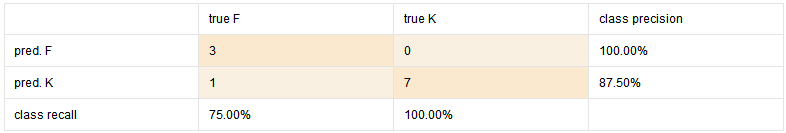 true F true K class precision
pred. F 3 0 100.00%
pred. K 1 7 87.50%
class recall 75.00% 100.00%